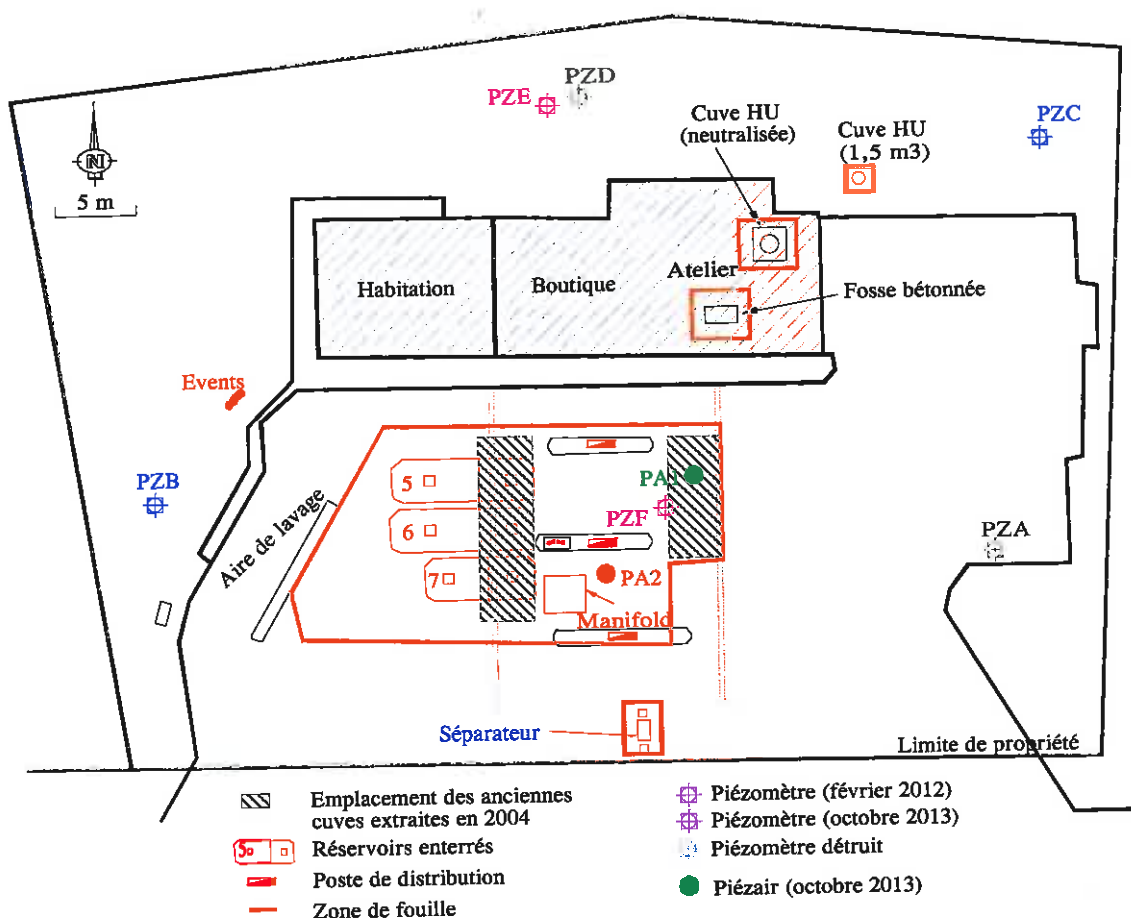 PZD
PZE
Cuve HU
(neutralisée)
Cuve HU
(1,5 m3)
PZC
N
5 m
Habitation
Boutique
Atelier
Fosse bétonnée
Events
PZB
Aire de lavage
5
6
7
PA1
PZF
PA2
Manifold
PZA
Séparateur
Limite de propriété
Emplacement des anciennes
cuves extraites en 2004
5
Réservoirs enterrés
Poste de distribution
Zone de fouille
Piézomètre (février 2012)
Piézomètre (octobre 2013)
Piézomètre détruit
Piézair (octobre 2013)